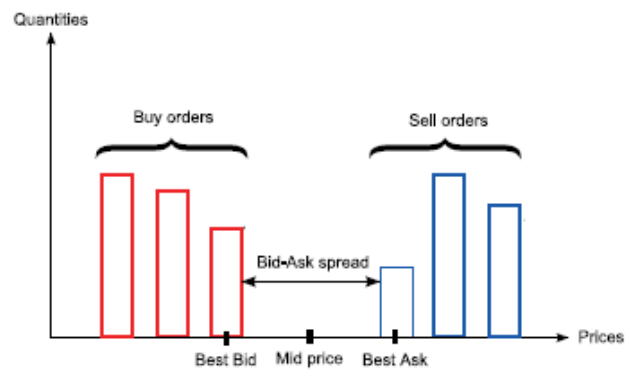 Quantities
Buy orders
Sell orders
Bid-Ask spread
Prices
Best Bid
Mid price
Best Ask